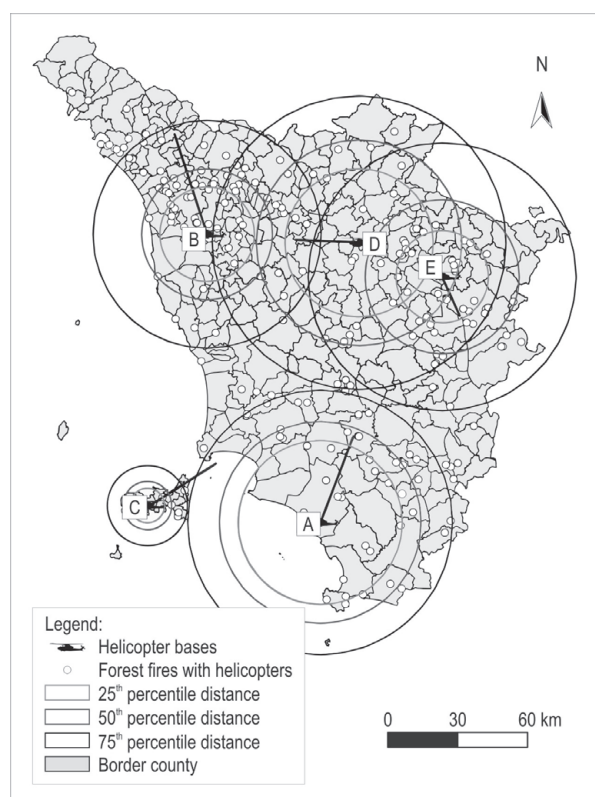 N
B
D
E
C
A
Legend:
Helicopter bases
Forest fires with helicopters
25th percentile distance
50th percentile distance
75th percentile distance
Border county
0 30 60 km